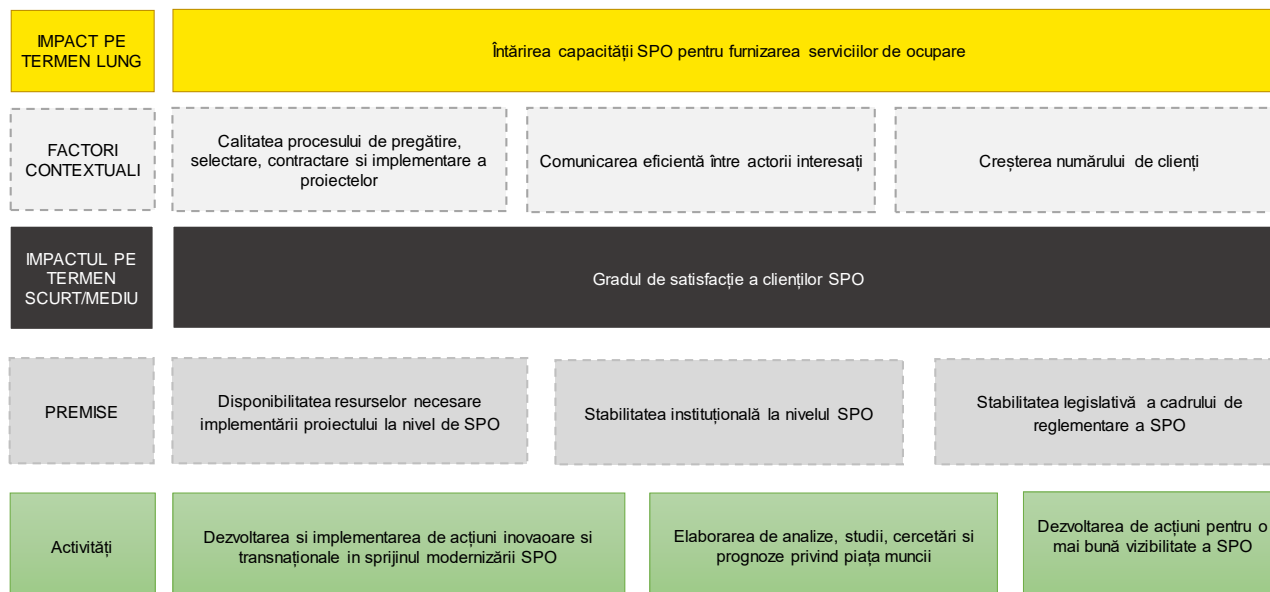 IMPACT PE
TERMEN LUNG
Întărirea capacității SPO pentru furnizarea serviciilor de ocupare
FACTORI
CONTEXTUALI
Calitatea procesului de pregătire,
selectare, contractare si implementare a
proiectelor
Comunicarea eficientă între actorii interesați
Creșterea numărului de clienți
IMPACTUL PE
TERMEN
SCURT/MEDIU
Gradul de satisfacție a clienților SPO
PREMISE
Disponibilitatea resurselor necesare
implementării proiectului la nivel de SPO
Stabilitatea instituțională la nivelul SPO
Stabilitatea legislativă a cadrului de
reglementare a SPO
Activități
Dezvoltarea si implementarea de acțiuni inovaoare si
transnaționale in sprijinul modernizării SPO
Elaborarea de analize, studii, cercetări si
prognoze privind piața muncii
Dezvoltarea de acțiuni pentru o
mai bună vizibilitate a SPO